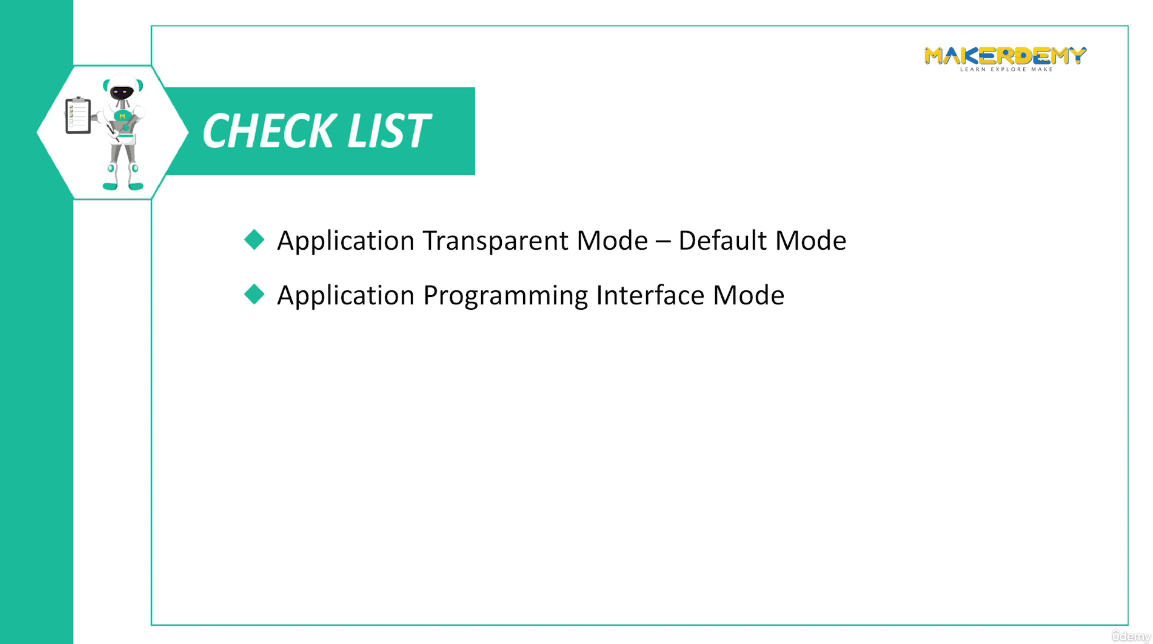 MAKERDEMY
LEARN EXPLORE MAKE
M
CHECK LIST
Application Transparent Mode – Default Mode
Application Programming Interface Mode
ûdemy